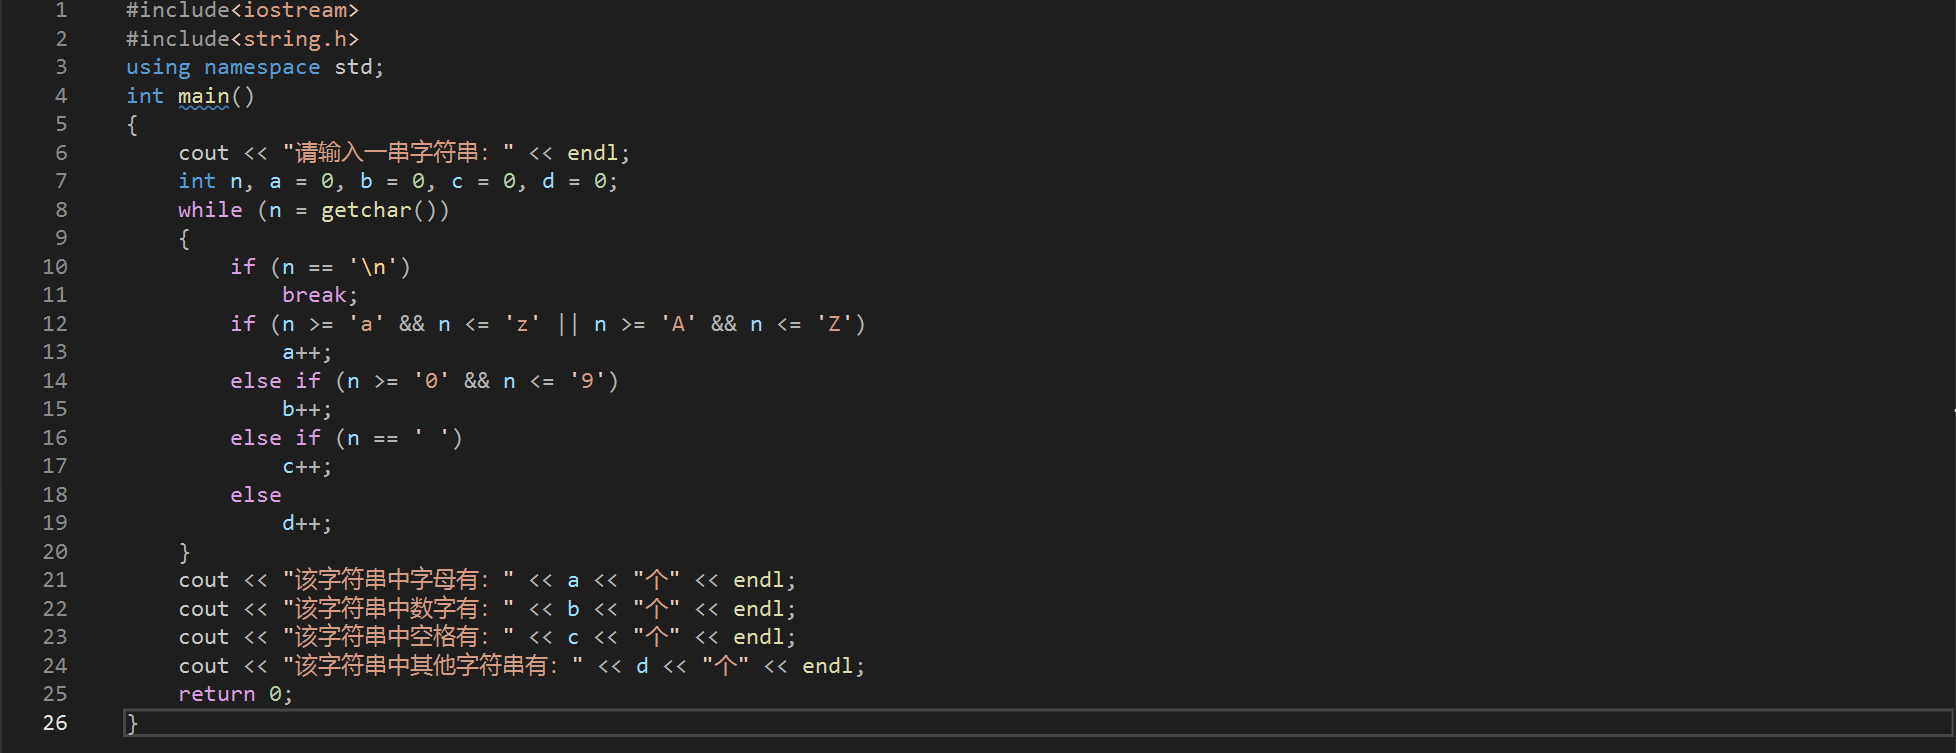 1 #include<iostream>
2 #include<string.h>
3 using namespace std;
4 int main()
5 {
6     cout << "请输入一串字符串：" << endl;
7     int n, a = 0, b = 0, c = 0, d = 0;
8     while (n = getchar())
9     {
10         if (n == '\n')
11             break;
12         if (n >= 'a' && n <= 'z' || n >= 'A' && n <= 'Z')
13             a++;
14         else if (n >= '0' && n <= '9')
15             b++;
16         else if (n == ' ')
17             c++;
18         else
19             d++;
20     }
21     cout << "该字符串中字母有：" << a << "个" << endl;
22     cout << "该字符串中数字有：" << b << "个" << endl;
23     cout << "该字符串中空格有：" << c << "个" << endl;
24     cout << "该字符串中其他字符串有：" << d << "个" << endl;
25     return 0;
26 }